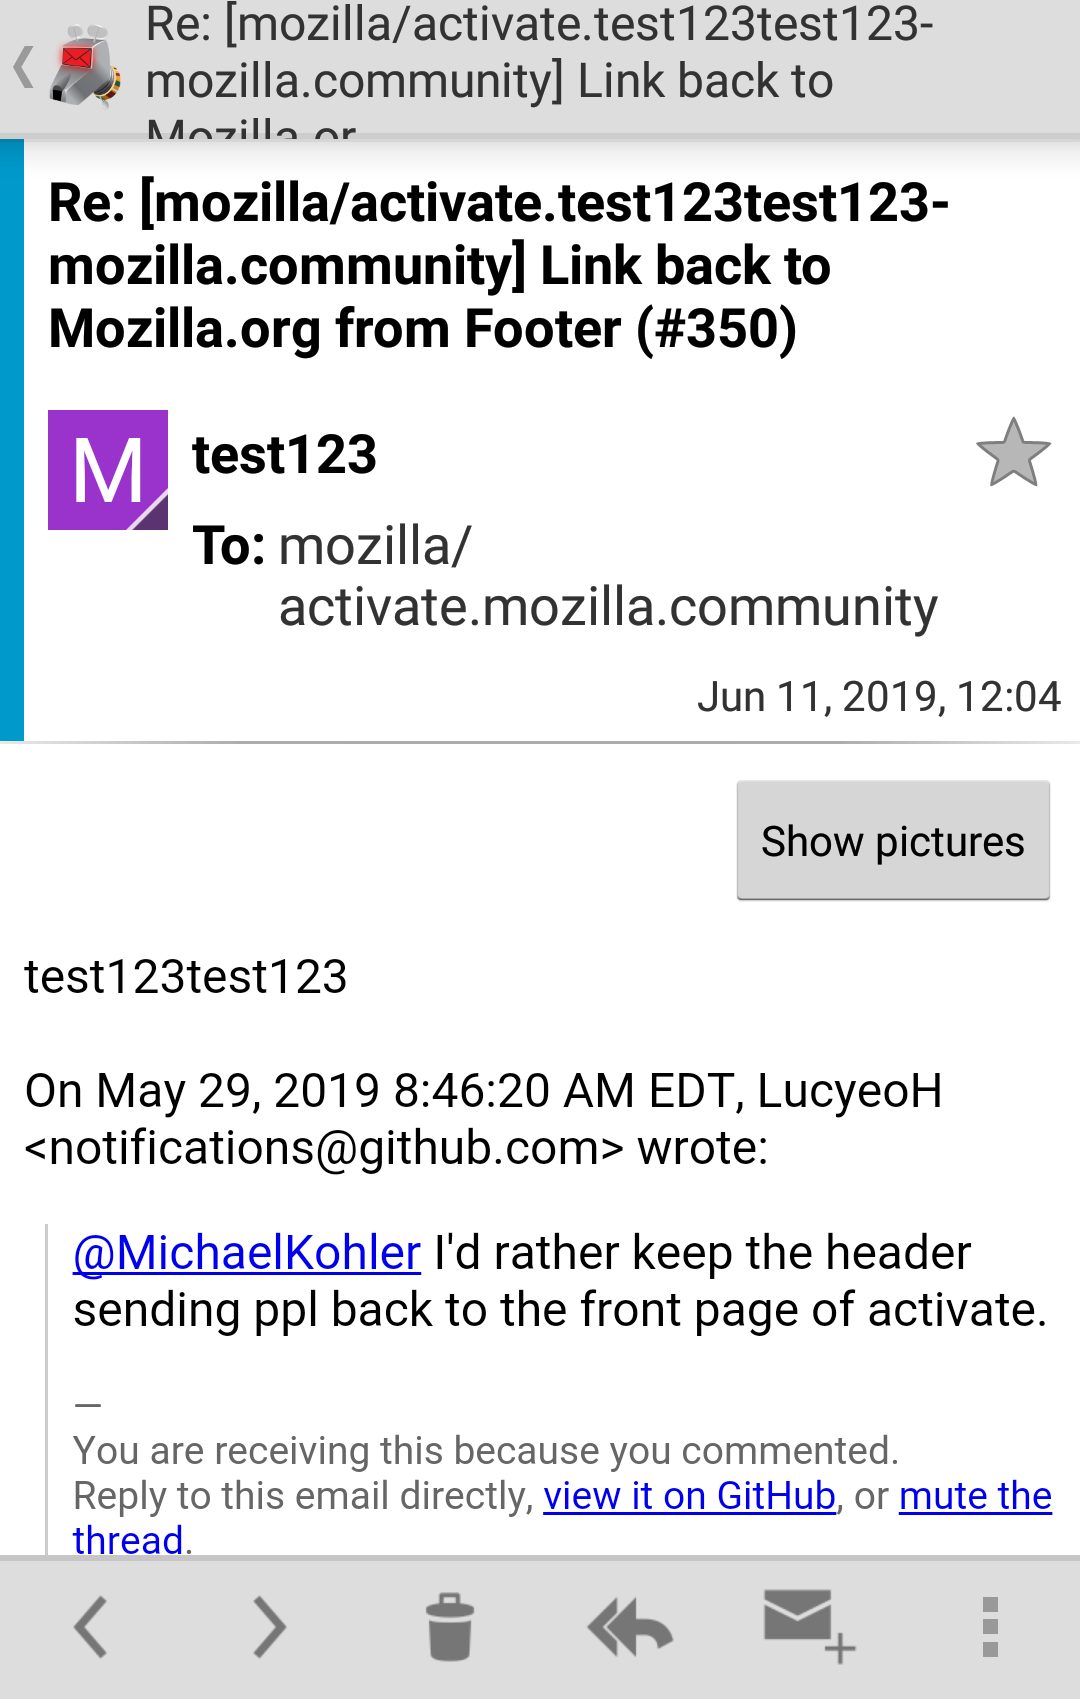 Re: [mozilla/activate.test123test123-
mozilla.community] Link back to
Mozilla.or
Re: [mozilla/activate.test123test123-
mozilla.community] Link back to
Mozilla.org from Footer (#350)
M
test123
To: mozilla/
activate.mozilla.community
Jun 11, 2019, 12:04
Show pictures
test123test123
On May 29, 2019 8:46:20 AM EDT, LucyeoH
<notifications@github.com> wrote:
@MichaelKohler I'd rather keep the header
sending ppl back to the front page of activate.
—
You are receiving this because you commented.
Reply to this email directly, view it on GitHub, or mute the
thread.